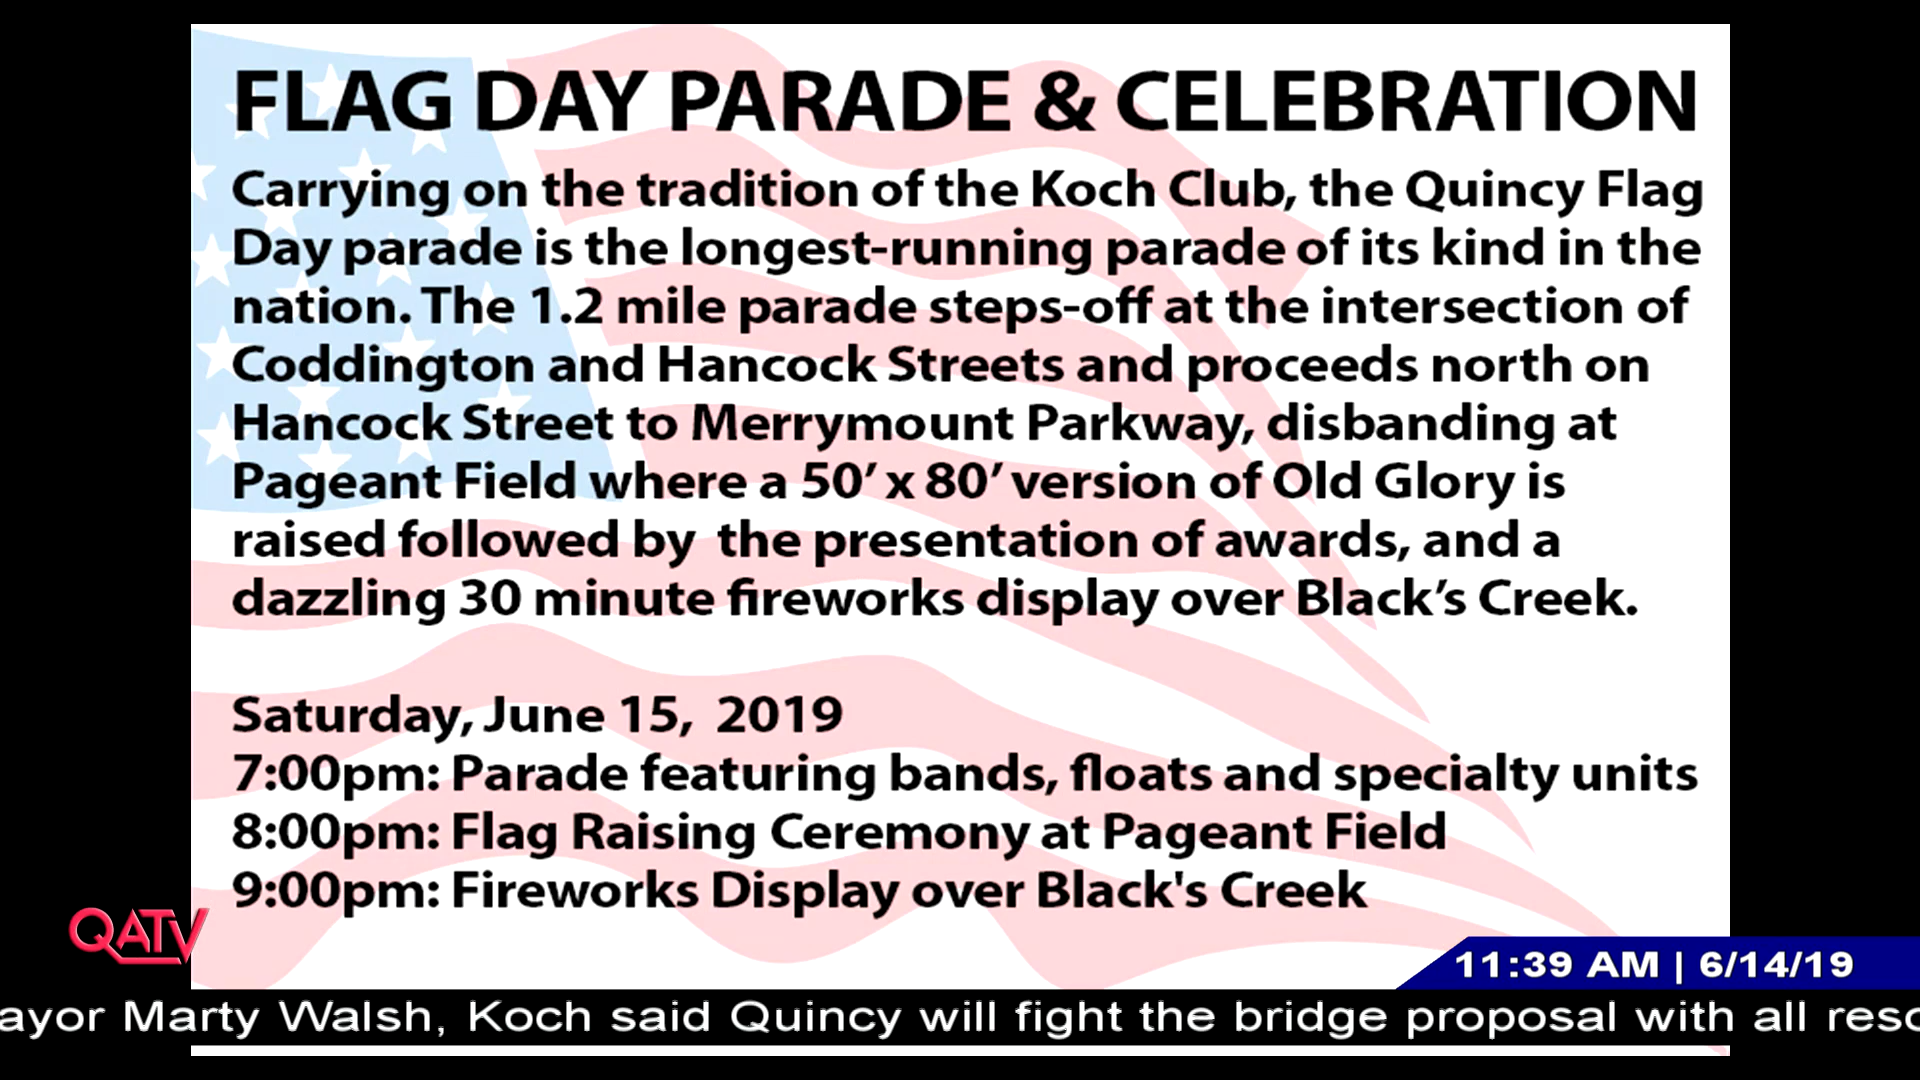 FLAG DAY PARADE & CELEBRATION
Carrying on the tradition of the Koch Club, the Quincy Flag
Day parade is the longest-running parade of its kind in the
nation. The 1.2 mile parade steps-off at the intersection of
Coddington and Hancock Streets and proceeds north on
Hancock Street to Merrymount Parkway, disbanding at
Pageant Field where a 50’ x 80’ version of Old Glory is
raised followed by  the presentation of awards, and a
dazzling 30 minute fireworks display over Black’s Creek.
Saturday, June 15,  2019
7:00pm: Parade featuring bands, floats and specialty units
8:00pm: Flag Raising Ceremony at Pageant Field
9:00pm: Fireworks Display over Black's Creek
QATV
11:39 AM | 6/14/19
ayor Marty Walsh, Koch said Quincy will fight the bridge proposal with all reso